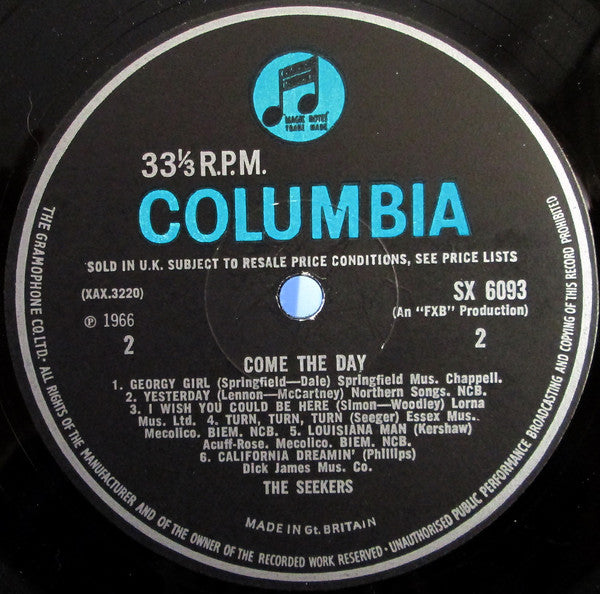 MAGIC NOTES
TRADE MARK
33⅓ R.P.M.
COLUMBIA
SOLD IN U.K. SUBJECT TO RESALE PRICE CONDITIONS, SEE PRICE LISTS
(XAX.3220)
SX 6093
(An "FXB" Production)
℗ 1966
2
2
COME THE DAY
1. GEORGY GIRL (Springfield—Dale) Springfield Mus. Chappell.
2. YESTERDAY (Lennon—McCartney) Northern Songs. NCB.
3. I WISH YOU COULD BE HERE (Simon—Woodley) Lorna
Mus. Ltd. 4. TURN, TURN, TURN (Seeger) Essex Mus.
Mecolico. BIEM. NCB. 5. LOUISIANA MAN (Kershaw)
Acuff-Rose. Mecolico. BIEM. NCB.
6. CALIFORNIA DREAMIN' (Phillips)
Dick James Mus. Co.
THE SEEKERS
MADE IN Gt. BRITAIN
THE GRAMOPHONE CO. LTD. · ALL RIGHTS OF THE MANUFACTURER AND OF THE OWNER OF THE RECORDED WORK RESERVED · UNAUTHORISED PUBLIC PERFORMANCE BROADCASTING AND COPYING OF THIS RECORD PROHIBITED